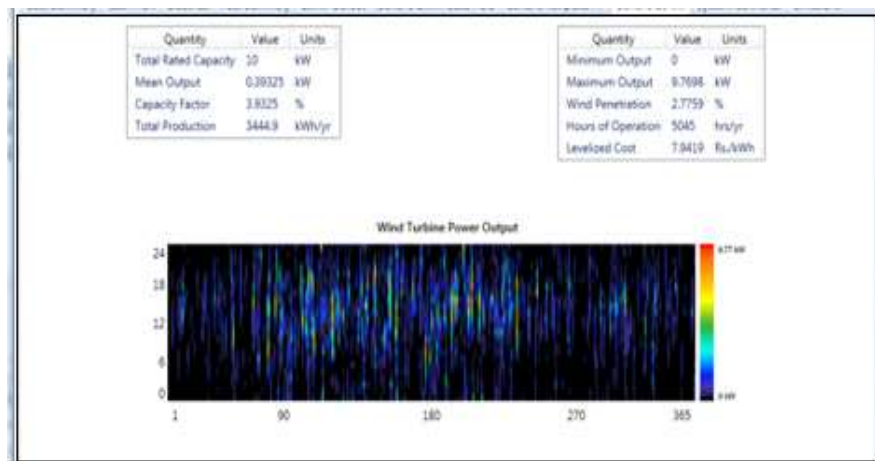 Quantity Value Units
Total Rated Capacity 10 kW
Mean Output 0.39325 kW
Capacity Factor 3.9325 %
Total Production 3444.9 kWh/yr
Quantity Value Units
Minimum Output 0 kW
Maximum Output 9.7698 kW
Wind Penetration 2.7759 %
Hours of Operation 5045 hrs/yr
Levelized Cost 7.9419 Rs./kWh
Wind Turbine Power Output
24
18
12
6
0
1 90 180 270 365
9.77 kW
0 kW